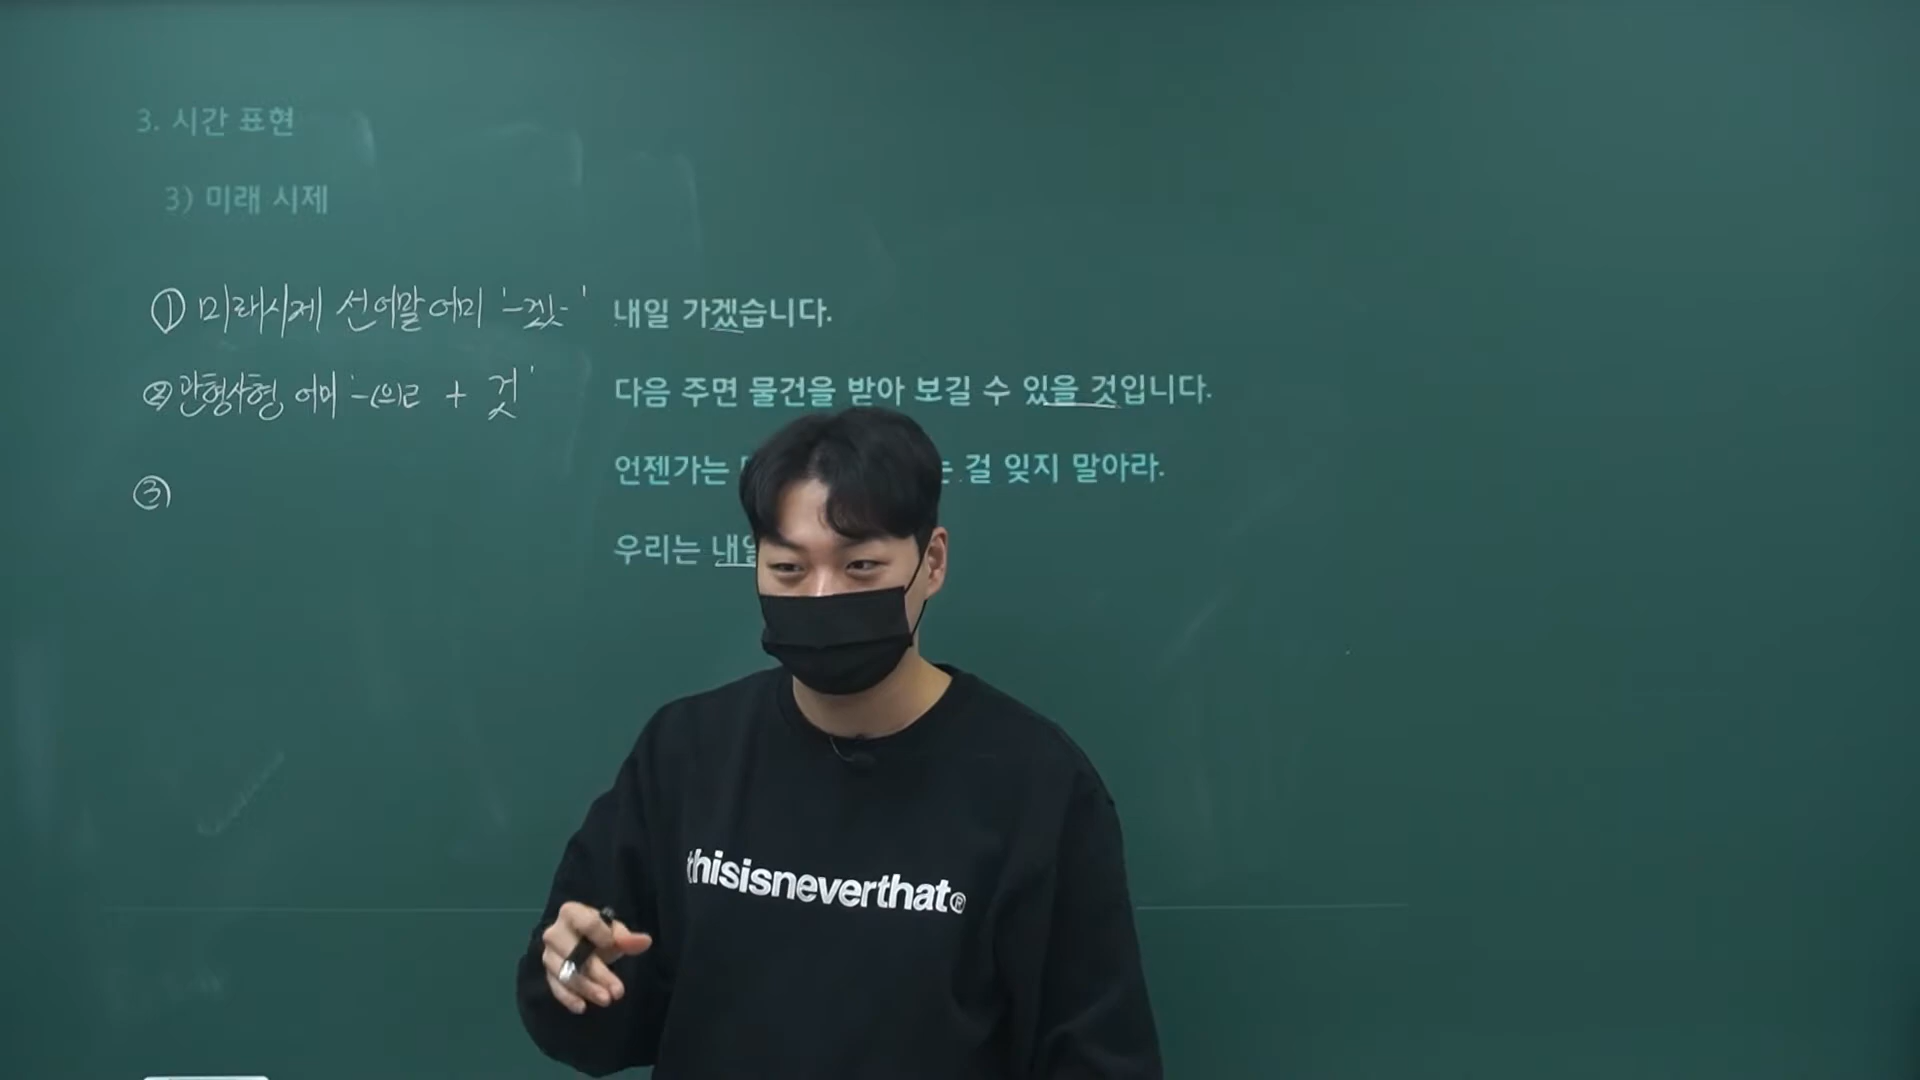 3. 시간 표현
3) 미래 시제
① 미래시제 선어말어미 '-겠-' 내일 가겠습니다.
② 관형사형 어미 '-(으)ㄹ + 것' 다음 주면 물건을 받아 보길 수 있을 것입니다.
③ 언젠가는 걸 잊지 말아라.
우리는 내일
thisisneverthat®